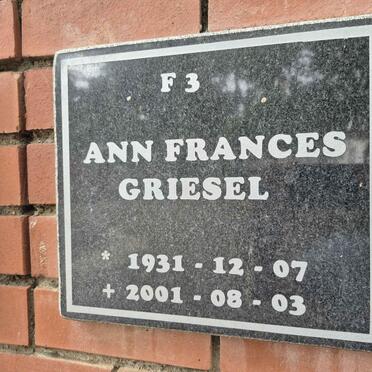 F 3
ANN FRANCES
GRIESEL
* 1931 - 12 - 07
+ 2001 - 08 - 03